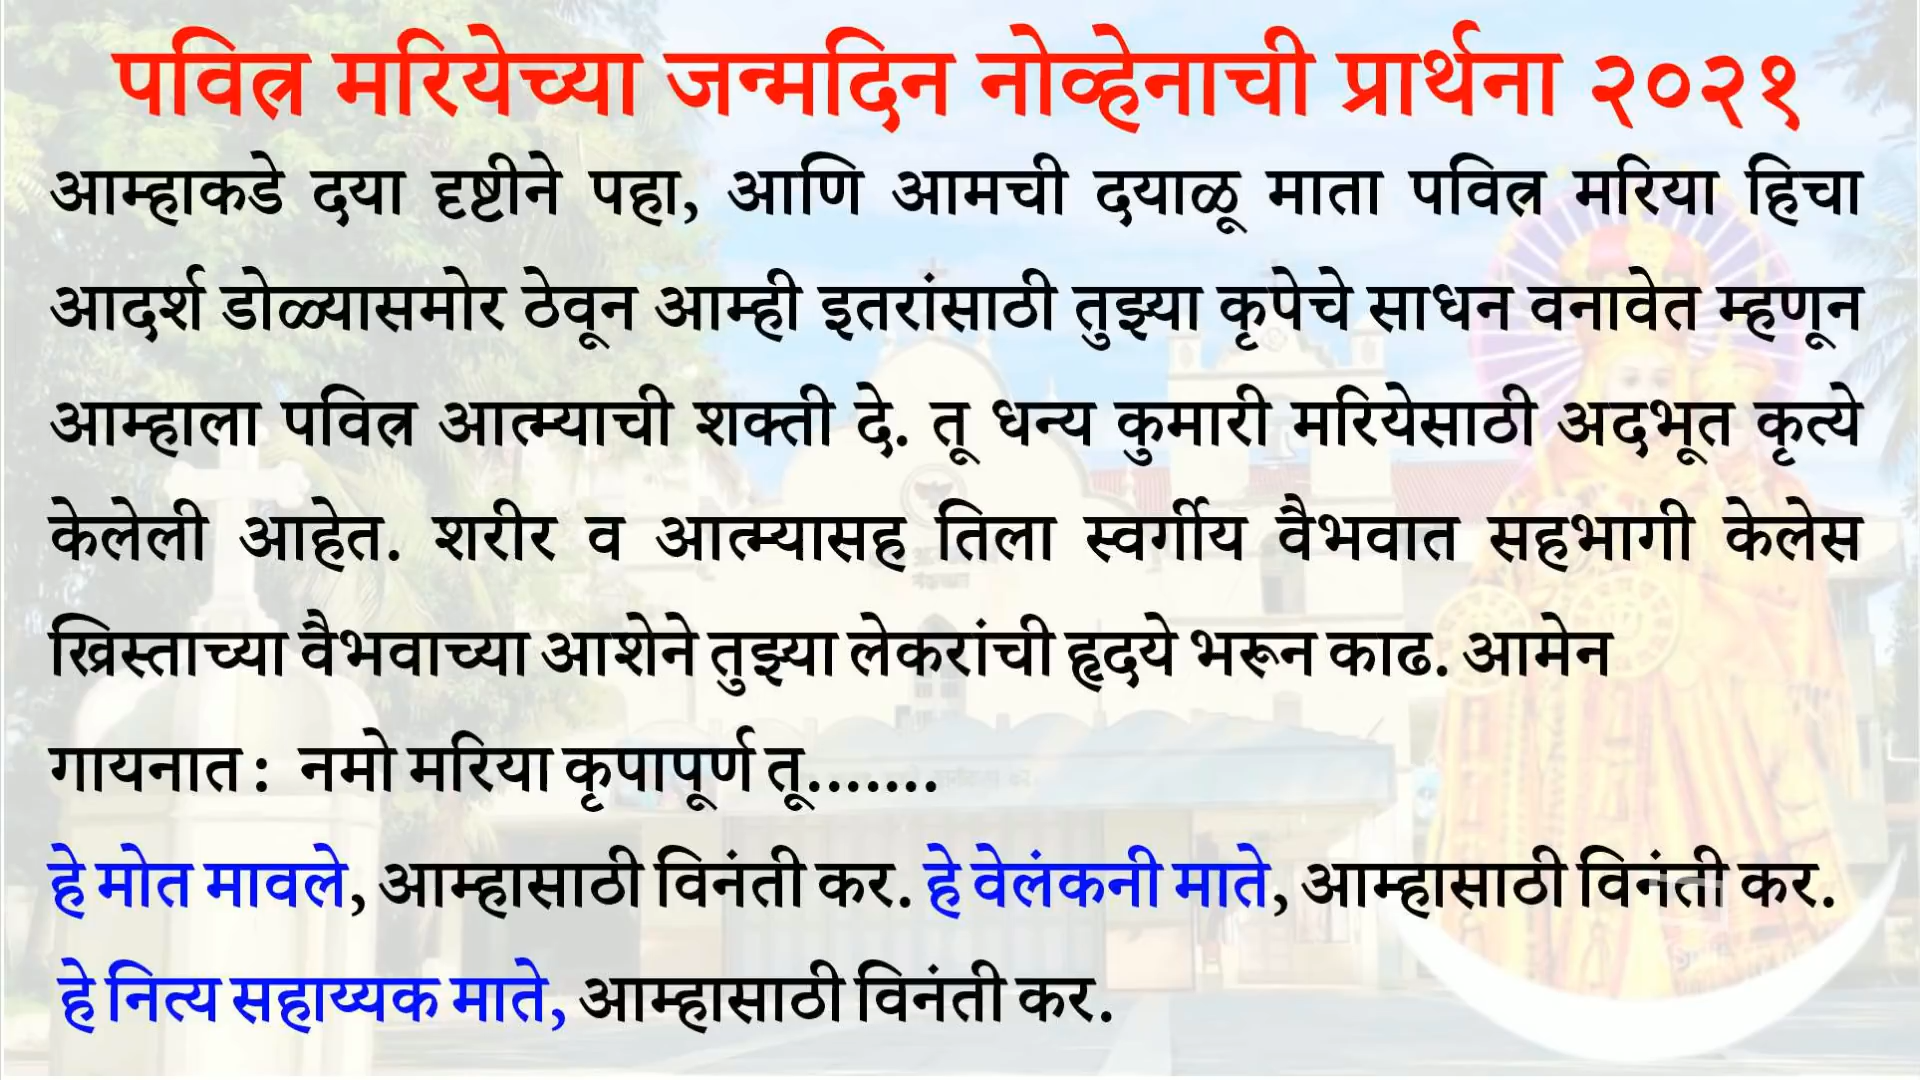 पवित्र मरियेच्या जन्मदिन नोव्हेनाची प्रार्थना २०२१
आम्हाकडे दया दृष्टीने पहा, आणि आमची दयाळू माता पवित्र मरिया हिचा
आदर्श डोळ्यासमोर ठेवून आम्ही इतरांसाठी तुझ्या कृपेचे साधन वनावेत म्हणून
आम्हाला पवित्र आत्म्याची शक्ती दे. तू धन्य कुमारी मरियेसाठी अदभूत कृत्ये
केलेली आहेत. शरीर व आत्म्यासह तिला स्वर्गीय वैभवात सहभागी केलेस
ख्रिस्ताच्या वैभवाच्या आशेने तुझ्या लेकरांची हृदये भरून काढ. आमेन
गायनात : नमो मरिया कृपापूर्ण तू.......
हे मोत मावले, आम्हासाठी विनंती कर. हे वेलंकनी माते, आम्हासाठी विनंती कर.
हे नित्य सहाय्यक माते, आम्हासाठी विनंती कर.